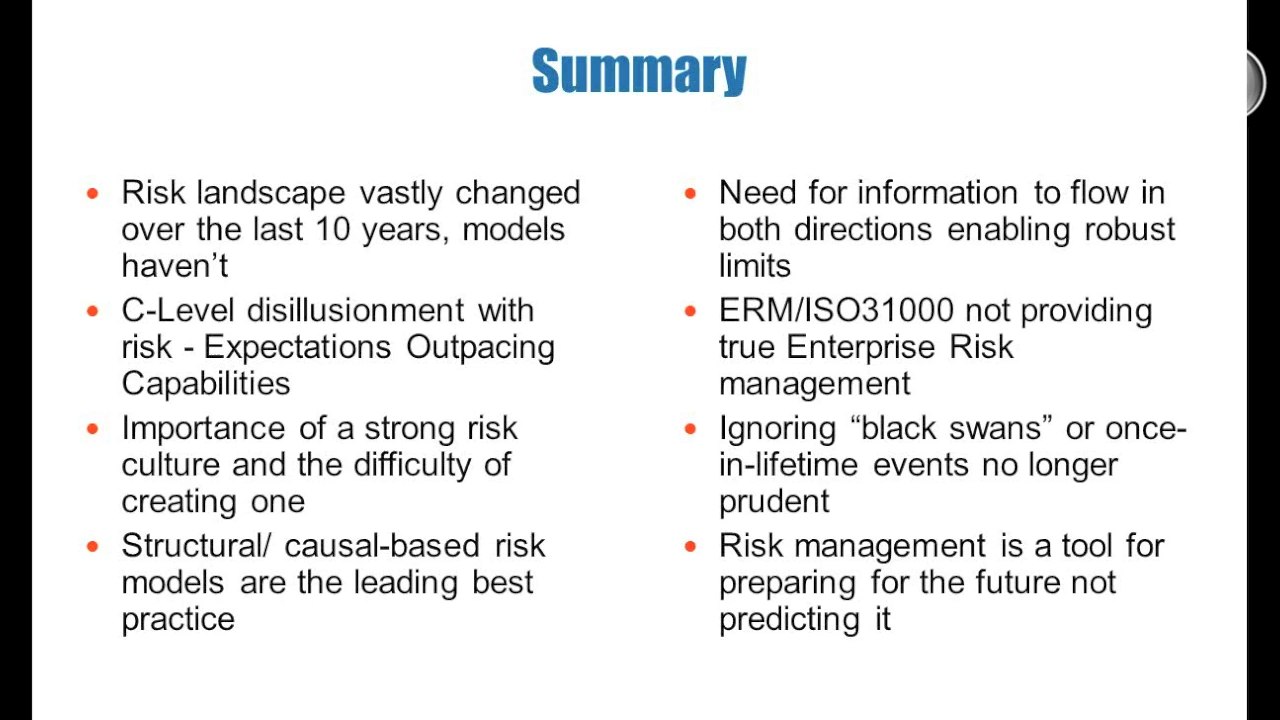 Summary
Risk landscape vastly changed
over the last 10 years, models
haven’t
C-Level disillusionment with
risk - Expectations Outpacing
Capabilities
Importance of a strong risk
culture and the difficulty of
creating one
Structural/ causal-based risk
models are the leading best
practice
Need for information to flow in
both directions enabling robust
limits
ERM/ISO31000 not providing
true Enterprise Risk
management
Ignoring “black swans” or once-
in-lifetime events no longer
prudent
Risk management is a tool for
preparing for the future not
predicting it